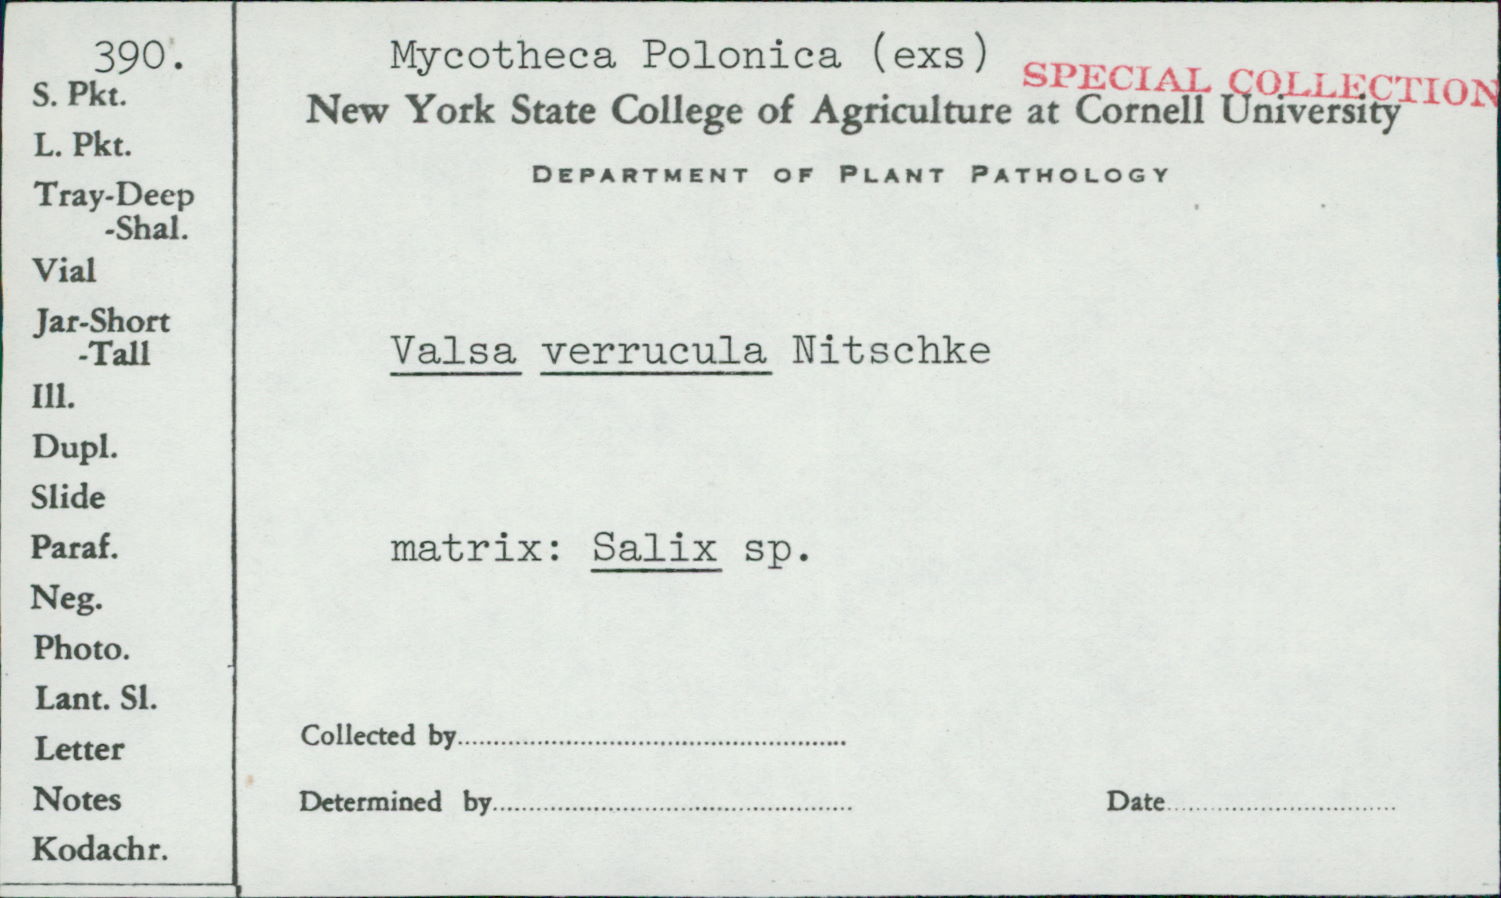 390.
Mycotheca Polonica (exs)
SPECIAL COLLECTION
New York State College of Agriculture at Cornell University
DEPARTMENT OF PLANT PATHOLOGY
S. Pkt.
L. Pkt.
Tray-Deep
-Shal.
Vial
Jar-Short
-Tall
Ill.
Dupl.
Slide
Paraf.
Neg.
Photo.
Lant. Sl.
Letter
Notes
Kodachr.
Valsa verrucula Nitschke
matrix: Salix sp.
Collected by
Determined by
Date